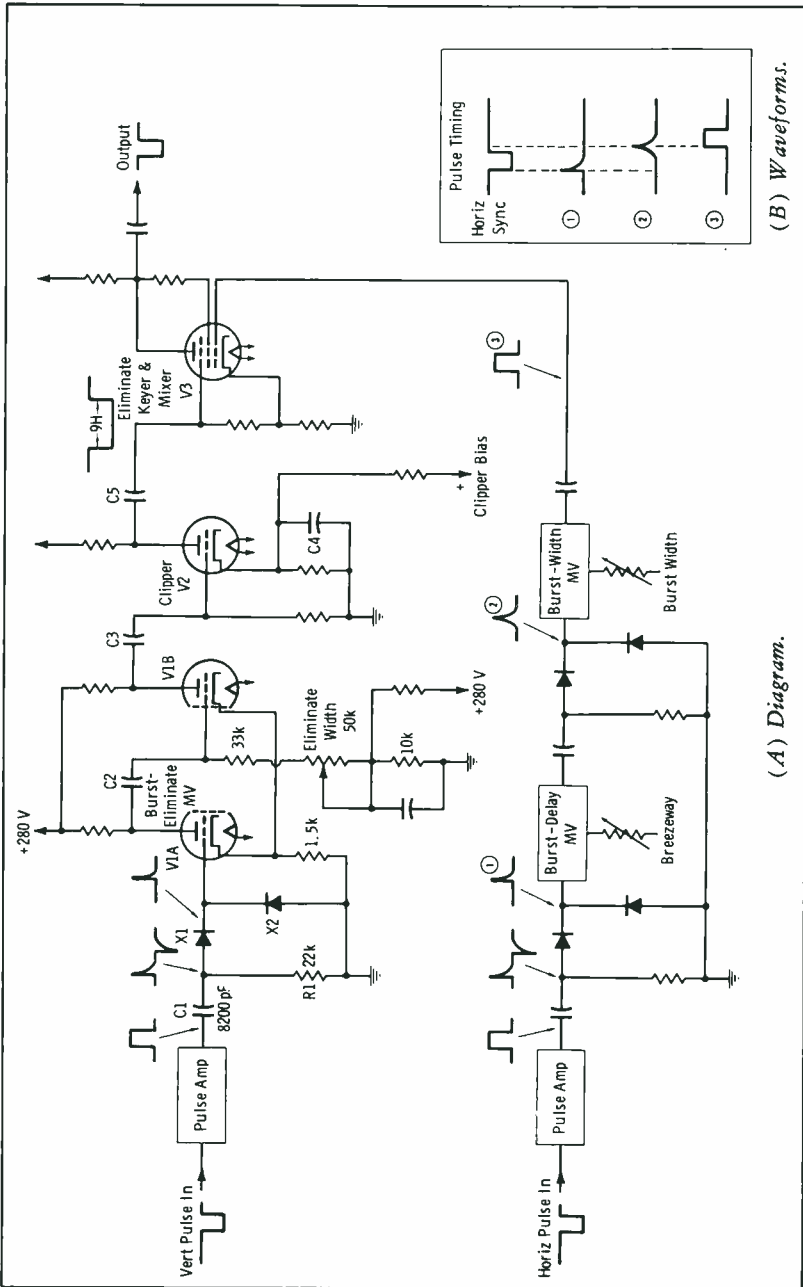 Vert Pulse In
Pulse Amp
C1
8200 pF
R1
22k
X1
X2
V1A
+280 V
Burst-
Eliminate
MV
C2
1.5k
V1B
33k
Eliminate
Width
50k
10k
+280 V
C3
Clipper
V2
C4
+
Clipper Bias
C5
9H
Eliminate
Keyer &
Mixer
V3
Output
Horiz Pulse In
Pulse Amp
1
Burst-Delay
MV
Breezeway
2
Burst-Width
MV
Burst Width
3
(A) Diagram.
Pulse Timing
Horiz
Sync
1
2
3
(B) Waveforms.